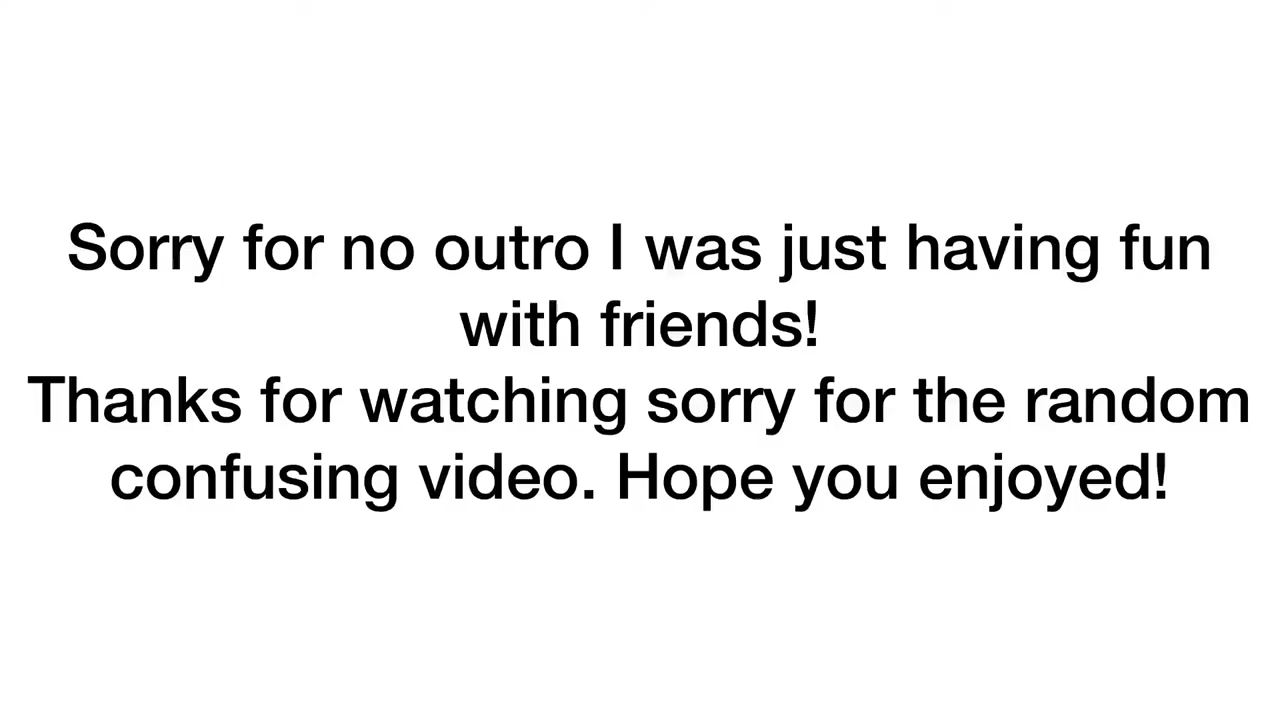 Sorry for no outro I was just having fun
with friends!
Thanks for watching sorry for the random
confusing video. Hope you enjoyed!